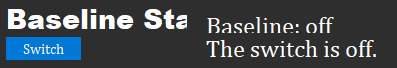 Baseline Sta
Switch
Baseline: off
The switch is off.